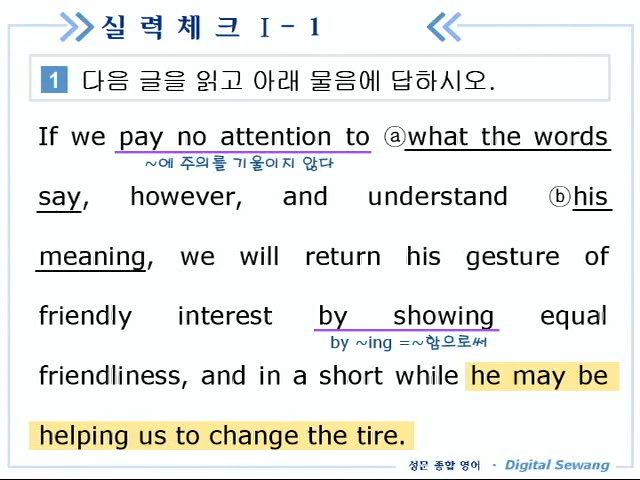 실력체크 I - 1
1 다음 글을 읽고 아래 물음에 답하시오.
If we pay no attention to ⓐwhat the words
~에 주의를 기울이지 않다
say, however, and understand ⓑhis
meaning, we will return his gesture of
friendly interest by showing equal
by ~ing =~함으로써
friendliness, and in a short while he may be
helping us to change the tire.
성문 종합 영어 · Digital Sewang